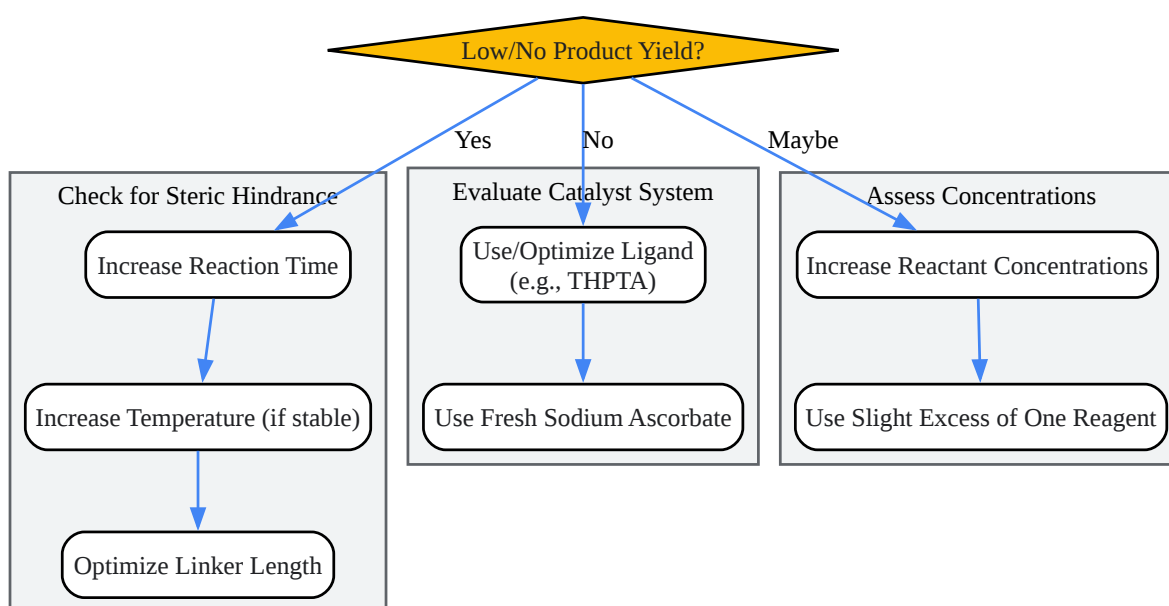 Low/No Product Yield?
Yes
No
Maybe
Check for Steric Hindrance
Increase Reaction Time
Increase Temperature (if stable)
Optimize Linker Length
Evaluate Catalyst System
Use/Optimize Ligand
(e.g., THPTA)
Use Fresh Sodium Ascorbate
Assess Concentrations
Increase Reactant Concentrations
Use Slight Excess of One Reagent